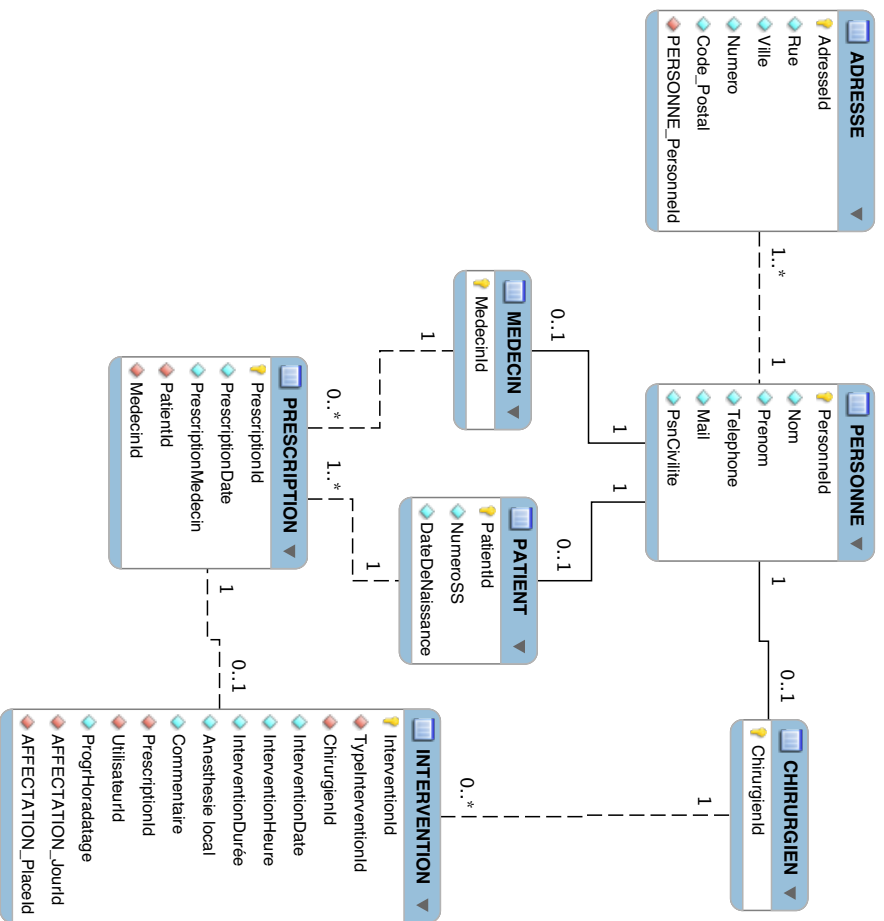 ADRESSE
AdresseId
Rue
Ville
Numero
Code_Postal
PERSONNE_PersonneId
1..*
1
PERSONNE
PersonneId
Nom
Prenom
Telephone
Mail
PsnCivilite
1
0..1
CHIRURGIEN
ChirurgienId
1
0..1
MEDECIN
MedecinId
1
0..1
PATIENT
PatientId
NumeroSS
DateDeNaissance
1
0..*
1
1..*
PRESCRIPTION
PrescriptionId
PrescriptionDate
PrescriptionMedecin
PatientId
MedecinId
1
0..1
1
0..*
INTERVENTION
InterventionId
TypeInterventionId
ChirurgienId
InterventionDate
InterventionHeure
InterventionDurée
Anesthesie local
Commentaire
PrescriptionId
UtilisateurId
ProgrHoradatage
AFFECTATION_JourId
AFFECTATION_PlaceId